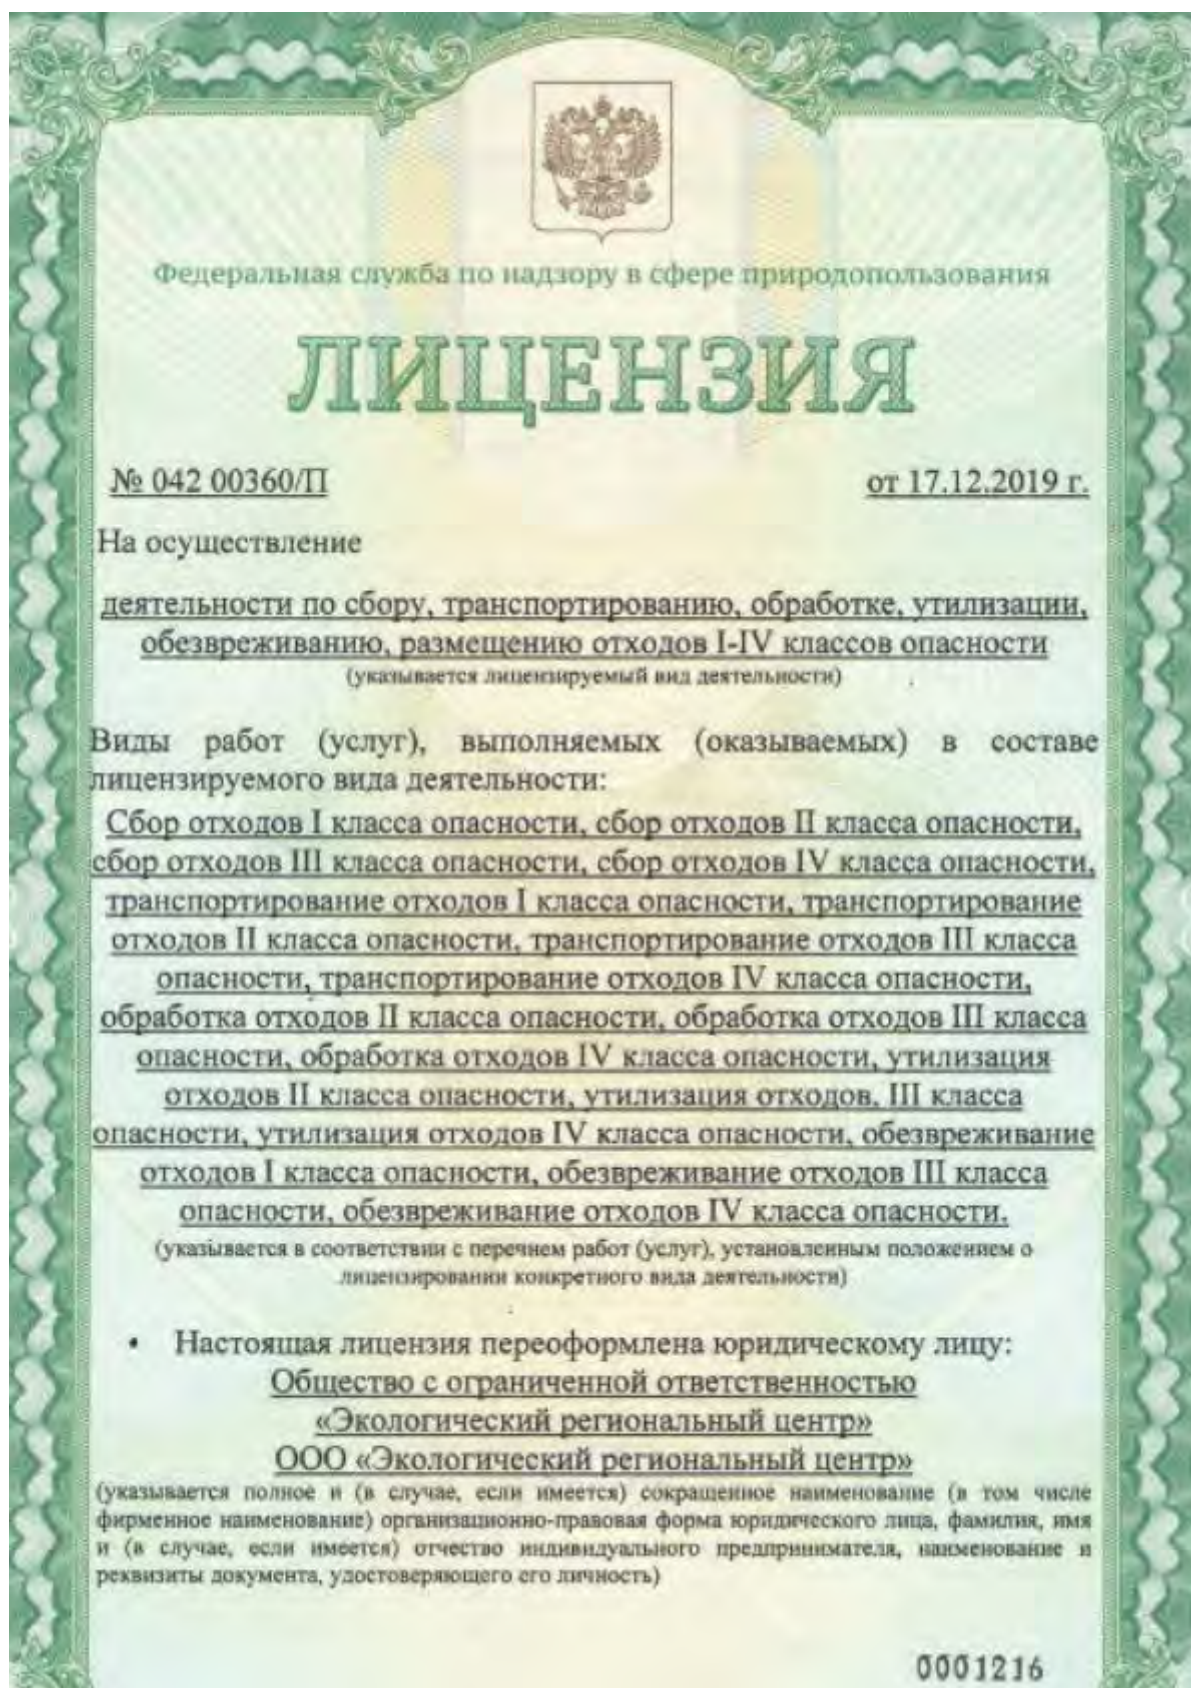 Федеральная служба по надзору в сфере природопользования
ЛИЦЕНЗИЯ
№ 042 00360/П от 17.12.2019 г.
На осуществление
деятельности по сбору, транспортированию, обработке, утилизации,
обезвреживанию, размещению отходов I-IV классов опасности
(указывается лицензируемый вид деятельности)
Виды работ (услуг), выполняемых (оказываемых) в составе
лицензируемого вида деятельности:
Сбор отходов I класса опасности, сбор отходов II класса опасности,
сбор отходов III класса опасности, сбор отходов IV класса опасности,
транспортирование отходов I класса опасности, транспортирование
отходов II класса опасности, транспортирование отходов III класса
опасности, транспортирование отходов IV класса опасности,
обработка отходов II класса опасности, обработка отходов III класса
опасности, обработка отходов IV класса опасности, утилизация
отходов II класса опасности, утилизация отходов. III класса
опасности, утилизация отходов IV класса опасности, обезвреживание
отходов I класса опасности, обезвреживание отходов III класса
опасности, обезвреживание отходов IV класса опасности.
(указывается в соответствии с перечнем работ (услуг), установленным положением о
лицензировании конкретного вида деятельности)
• Настоящая лицензия переоформлена юридическому лицу:
Общество с ограниченной ответственностью
«Экологический региональный центр»
ООО «Экологический региональный центр»
(указывается полное и (в случае, если имеется) сокращенное наименование (в том числе
фирменное наименование) организационно-правовая форма юридического лица, фамилия, имя
и (в случае, если имеется) отчество индивидуального предпринимателя, наименование и
реквизиты документа, удостоверяющего его личность)
0001216